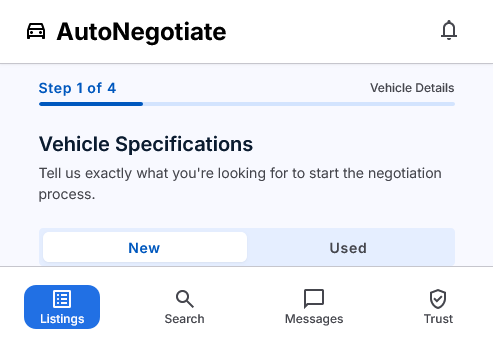 AutoNegotiate
Step 1 of 4
Vehicle Details
Vehicle Specifications
Tell us exactly what you're looking for to start the negotiation
process.
New
Used
Listings
Search
Messages
Trust